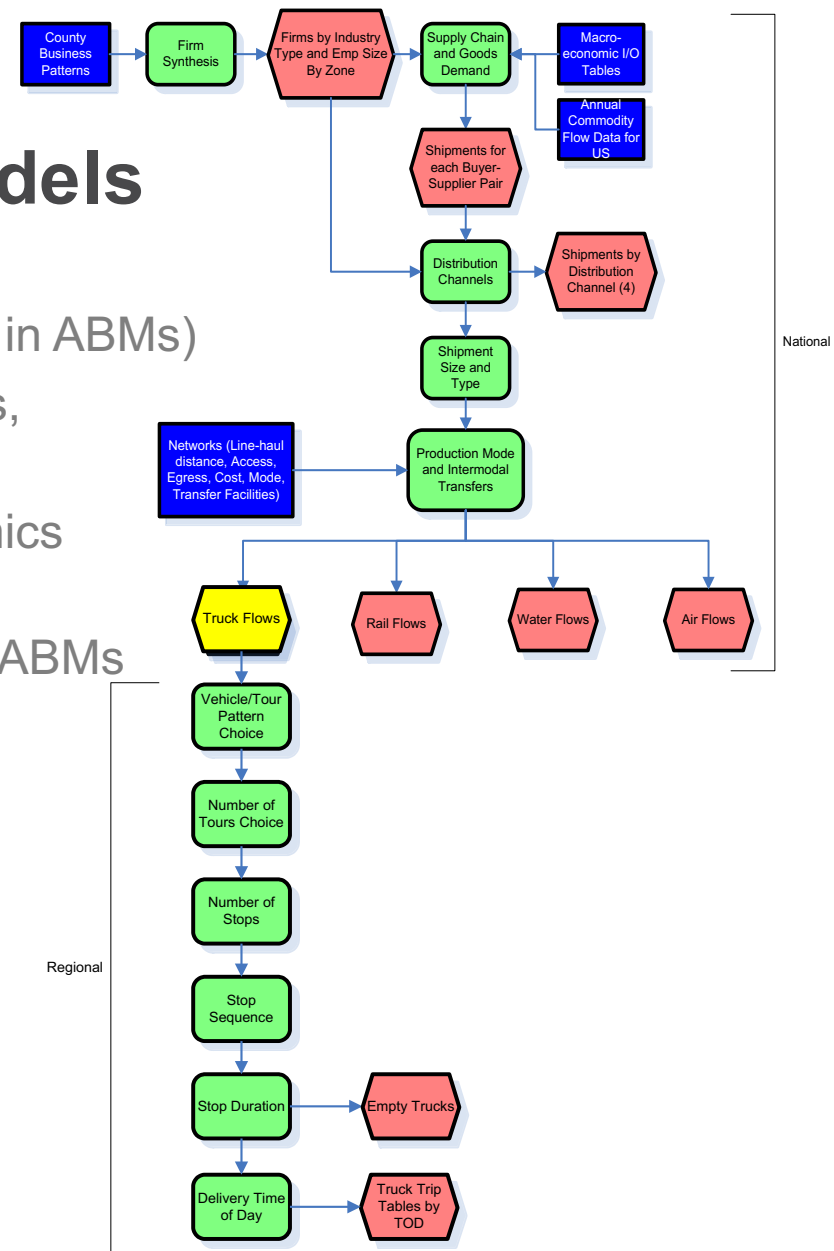 County
Business
Patterns
Firm
Synthesis
Firms by Industry
Type and Emp Size
By Zone
Supply Chain
and Goods
Demand
Macro-
economic I/O
Tables
Annual
Commodity
Flow Data for
US
dels
Shipments for
each Buyer-
Supplier Pair
Distribution
Channels
Shipments by
Distribution
Channel (4)
in ABMs)
National
Shipment
Size and
Type
s,
Networks (Line-haul
distance, Access,
Egress, Cost, Mode,
Transfer Facilities)
Production Mode
and Intermodal
Transfers
nics
Truck Flows
Rail Flows
Water Flows
Air Flows
ABMs
Vehicle/Tour
Pattern
Choice
Number of
Tours Choice
Number of
Stops
Regional
Stop
Sequence
Stop Duration
Empty Trucks
Delivery Time
of Day
Truck Trip
Tables by
TOD